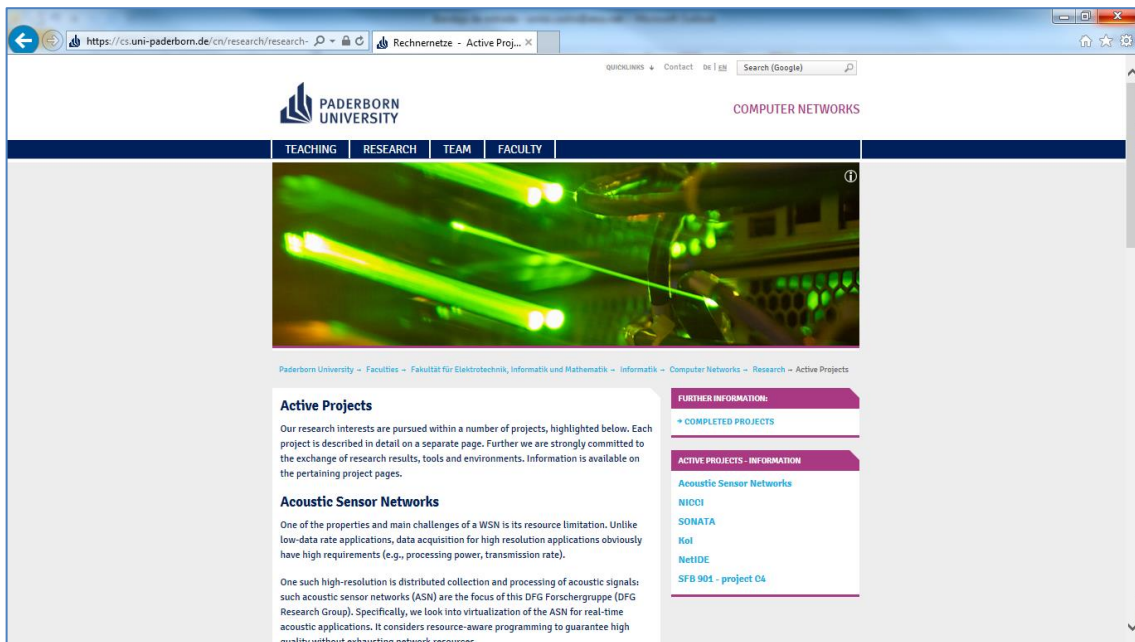 https://cs.uni-paderborn.de/cn/research/research-
Rechnernetze - Active Proj...
QUICKLINKS Contact DE | EN Search (Google)
PADERBORN
UNIVERSITY
COMPUTER NETWORKS
TEACHING RESEARCH TEAM FACULTY
Paderborn University → Faculties → Fakultät für Elektrotechnik, Informatik und Mathematik → Informatik → Computer Networks → Research → Active Projects
Active Projects
Our research interests are pursued within a number of projects, highlighted below. Each
project is described in detail on a separate page. Further we are strongly committed to
the exchange of research results, tools and environments. Information is available on
the pertaining project pages.
Acoustic Sensor Networks
One of the properties and main challenges of a WSN is its resource limitation. Unlike
low-data rate applications, data acquisition for high resolution applications obviously
have high requirements (e.g., processing power, transmission rate).
One such high-resolution is distributed collection and processing of acoustic signals:
such acoustic sensor networks (ASN) are the focus of this DFG Forschergruppe (DFG
Research Group). Specifically, we look into virtualization of the ASN for real-time
acoustic applications. It considers resource-aware programming to guarantee high
quality without exhausting network resources.
FURTHER INFORMATION:
COMPLETED PROJECTS
ACTIVE PROJECTS - INFORMATION
Acoustic Sensor Networks
NICCI
SONATA
KoI
NetIDE
SFB 901 - project C4